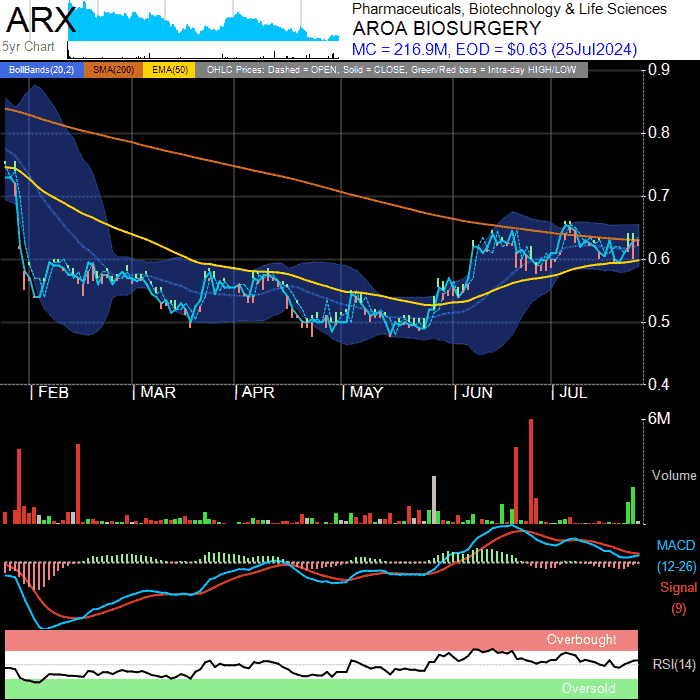 ARX
5yr Chart
Pharmaceuticals, Biotechnology & Life Sciences
AROA BIOSURGERY
MC = 216.9M, EOD = $0.63 (25Jul2024)
BollBands(20,2) SMA(200) EMA(50) OHLC Prices: Dashed = OPEN, Solid = CLOSE, Green/Red bars = Intra-day HIGH/LOW
0.9
0.8
0.7
0.6
0.5
0.4
FEB MAR APR MAY JUN JUL
6M
Volume
MACD
(12-26)
Signal
(9)
Overbought
RSI(14)
Oversold